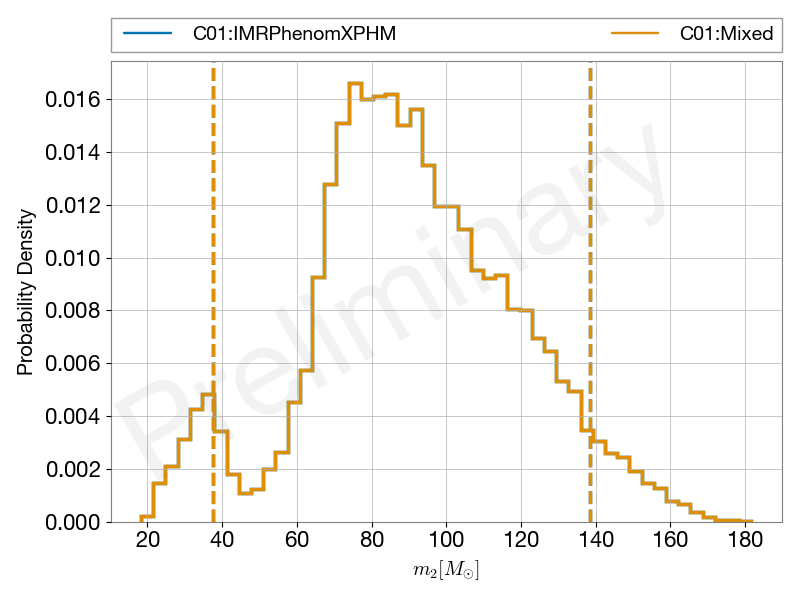 C01:IMRPhenomXPHM C01:Mixed
Probability Density
0.016
0.014
0.012
0.010
0.008
0.006
0.004
0.002
0.000
20 40 60 80 100 120 140 160 180
m₂[M☉]
Preliminary